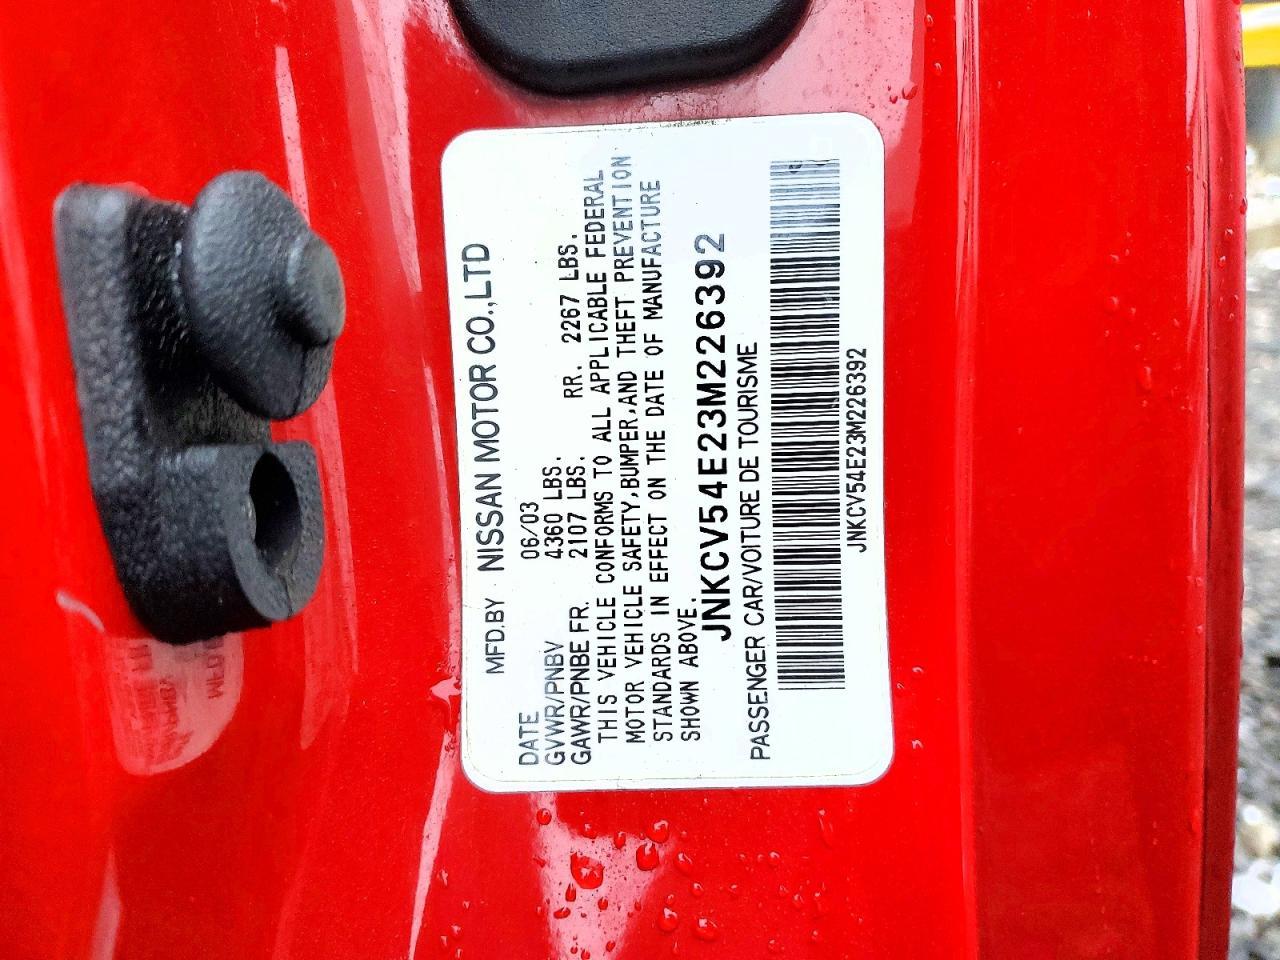 MFD.BY NISSAN MOTOR CO.,LTD
DATE 06/03
GVWR/PNBV 4360 LBS.
GAWR/PNBE FR. 2107 LBS. RR. 2267 LBS.
THIS VEHICLE CONFORMS TO ALL APPLICABLE FEDERAL
MOTOR VEHICLE SAFETY,BUMPER,AND THEFT PREVENTION
STANDARDS IN EFFECT ON THE DATE OF MANUFACTURE
SHOWN ABOVE.
JNKCV54E23M226392
PASSENGER CAR/VOITURE DE TOURISME
JNKCV54E23M226392